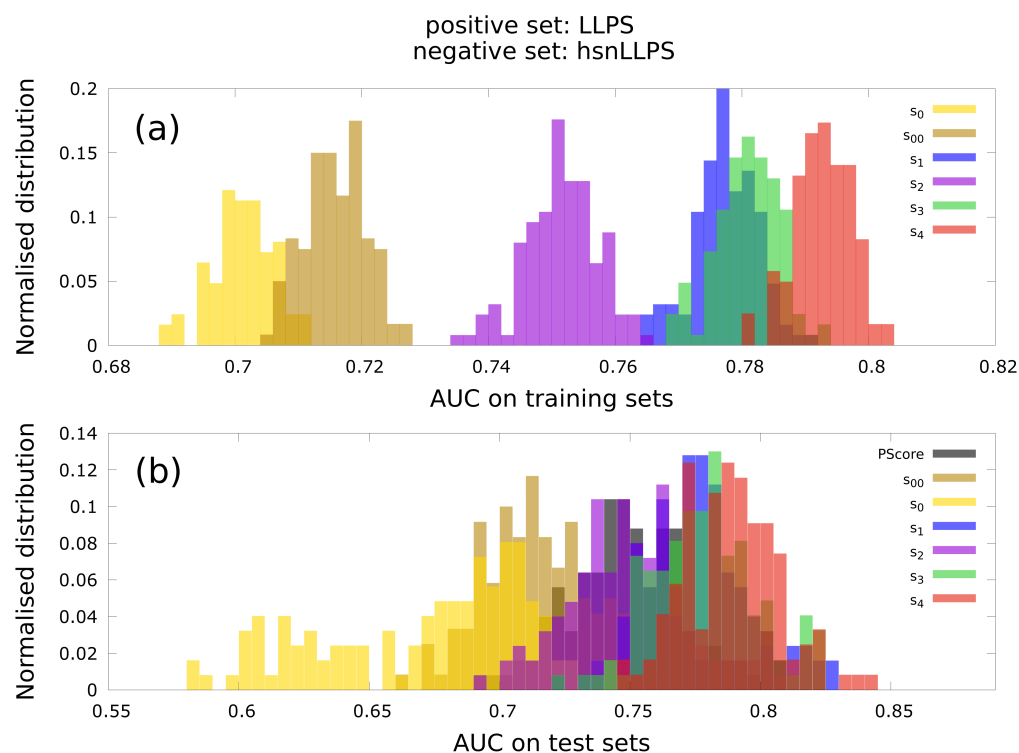 positive set: LLPS
negative set: hsnLLPS
(a)
Normalised distribution
0.2
0.15
0.1
0.05
0
s0
s00
s1
s2
s3
s4
0.68 0.7 0.72 0.74 0.76 0.78 0.8 0.82
AUC on training sets
(b)
Normalised distribution
0.14
0.12
0.1
0.08
0.06
0.04
0.02
0
PScore
s00
s0
s1
s2
s3
s4
0.55 0.6 0.65 0.7 0.75 0.8 0.85
AUC on test sets